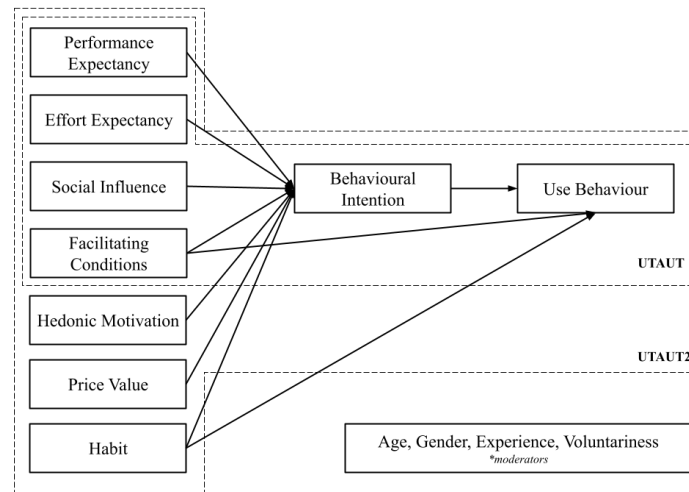 Performance
Expectancy
Effort Expectancy
Social Influence
Behavioural
Intention
Use Behaviour
Facilitating
Conditions
UTAUT
Hedonic Motivation
UTAUT2
Price Value
Habit
Age, Gender, Experience, Voluntariness
*moderators